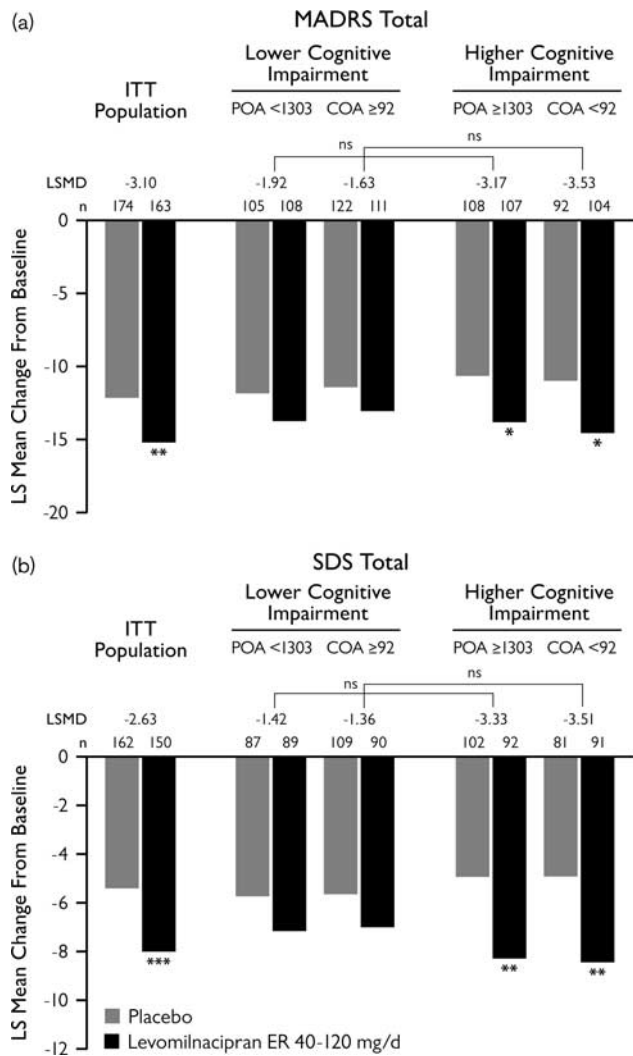 (a)
MADRS Total
Lower Cognitive Impairment
Higher Cognitive Impairment
ITT Population
POA <1303 COA ≥92 POA ≥1303 COA <92
ns
ns
LSMD -3.10 -1.92 -1.63 -3.17 -3.53
n 174 163 105 108 122 111 108 107 92 104
0
-5
-10
-15
-20
LS Mean Change From Baseline
** * *
(b)
SDS Total
Lower Cognitive Impairment
Higher Cognitive Impairment
ITT Population
POA <1303 COA ≥92 POA ≥1303 COA <92
ns
ns
LSMD -2.63 -1.42 -1.36 -3.33 -3.51
n 162 150 87 89 109 90 102 92 81 91
0
-2
-4
-6
-8
-10
-12
LS Mean Change From Baseline
*** ** **
Placebo
Levomilnacipran ER 40-120 mg/d